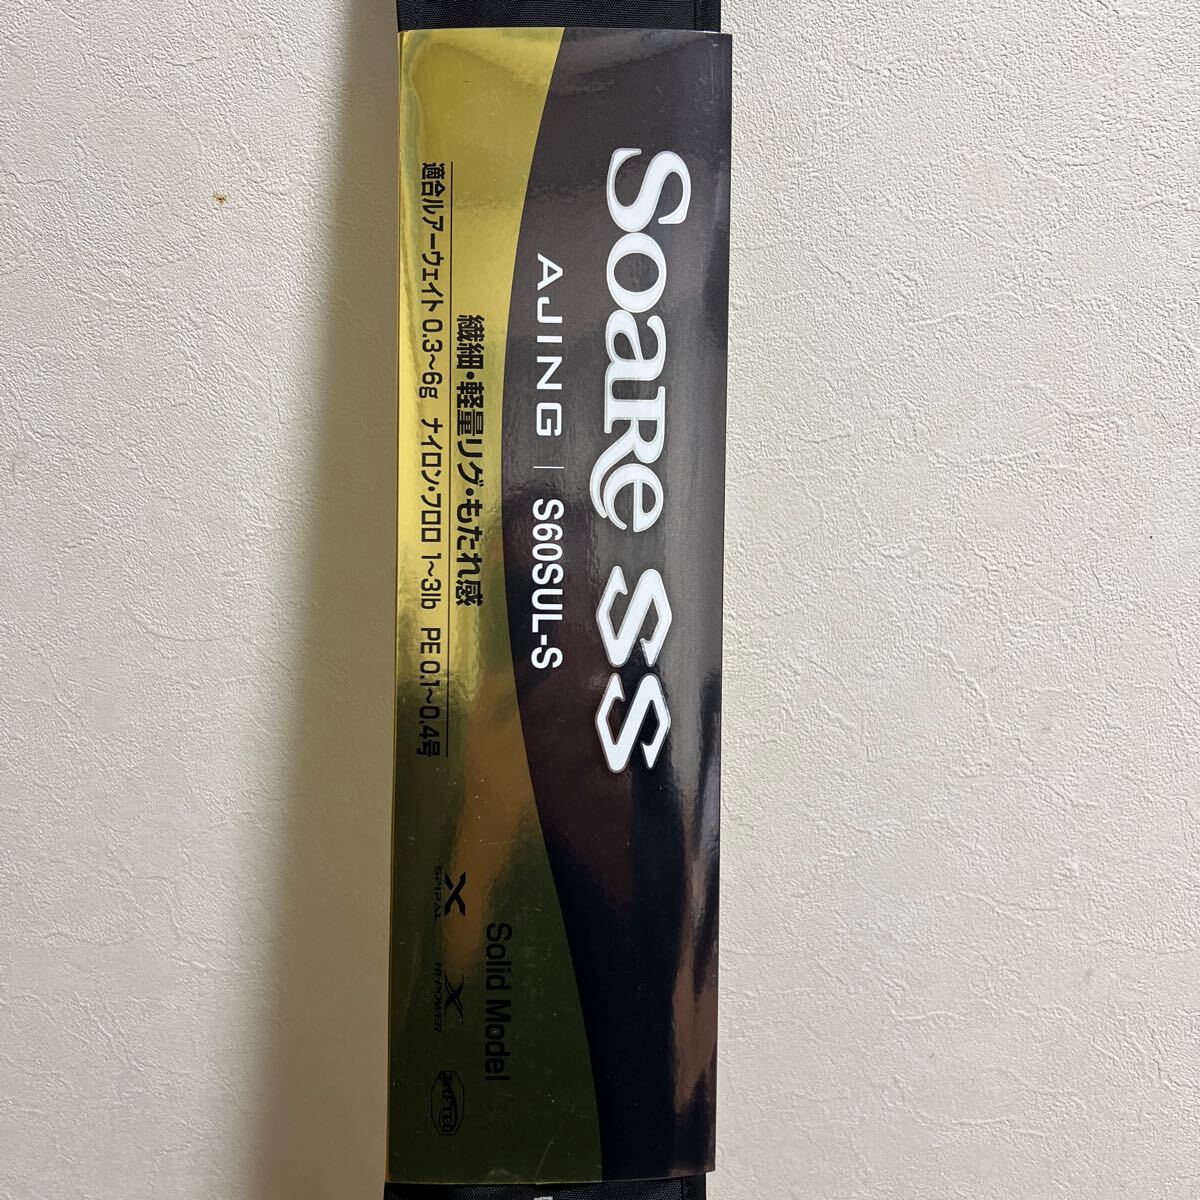 Soare SS
AJING | S60SUL-S
繊細・軽量リグ・もたれ感
適合ルアーウェイト 0.3~6g ナイロン・フロロ 1~3lb PE 0.1~0.4号
Solid Model
SPIRAL X
HI-POWER X